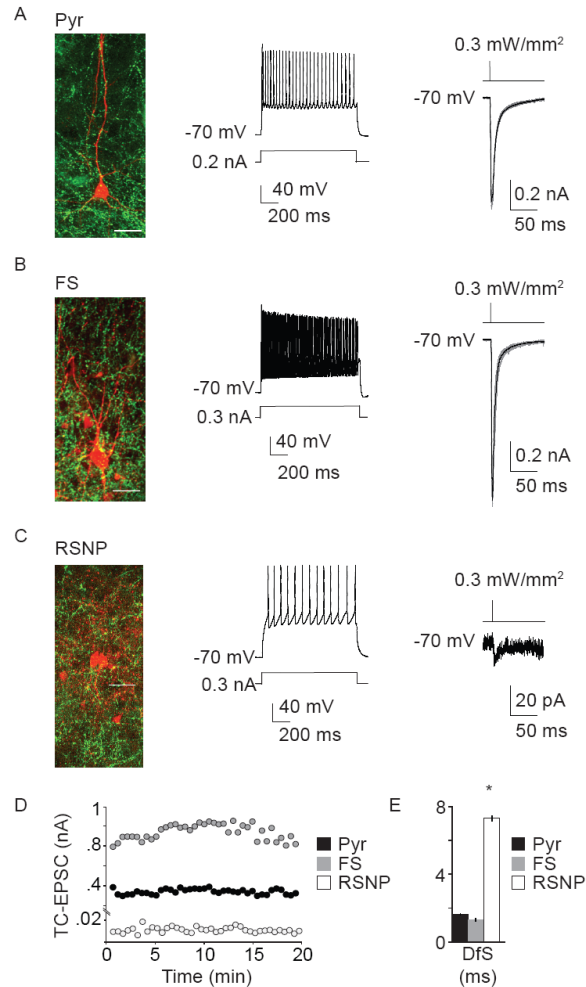 A
Pyr
0.3 mW/mm²
-70 mV
-70 mV
0.2 nA
40 mV
200 ms
0.2 nA
50 ms
B
FS
0.3 mW/mm²
-70 mV
-70 mV
0.3 nA
40 mV
200 ms
0.2 nA
50 ms
C
RSNP
0.3 mW/mm²
-70 mV
-70 mV
0.3 nA
40 mV
200 ms
20 pA
50 ms
D
TC-EPSC (nA)
1
.8
.4
.02
0 5 10 15 20
Time (min)
Pyr
FS
RSNP
E
*
8
4
0
DfS
(ms)
Pyr
FS
RSNP